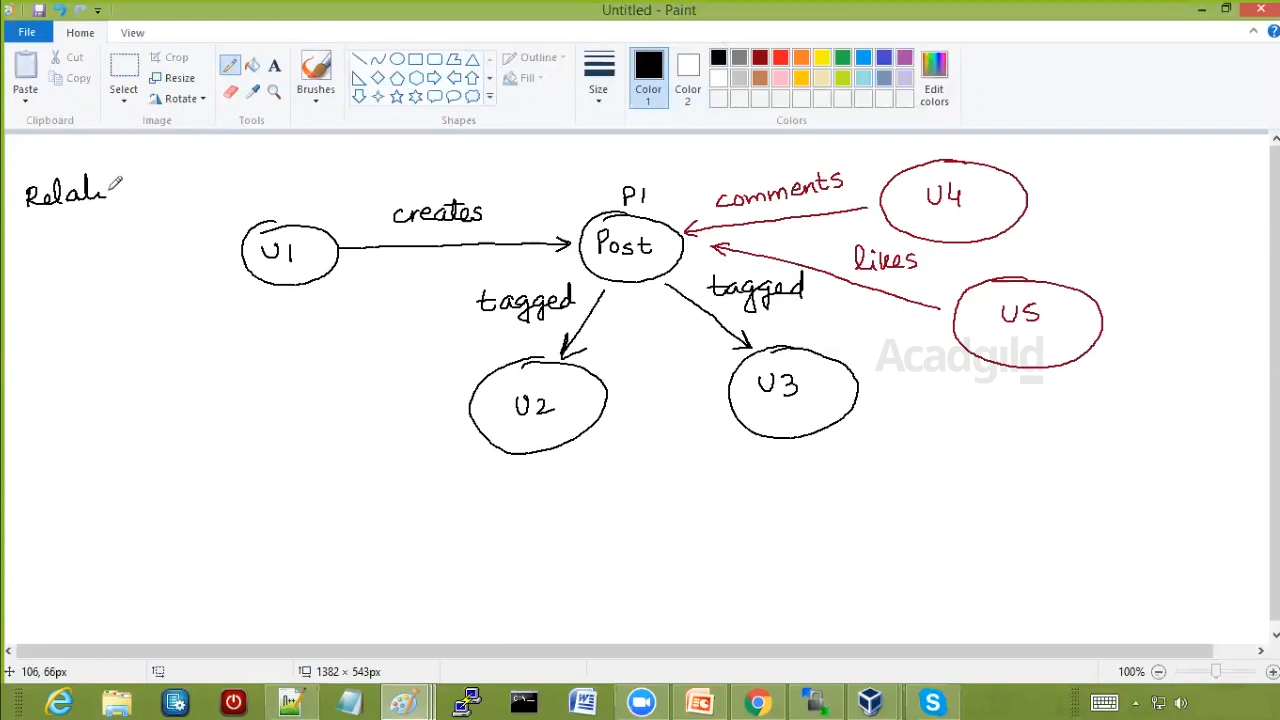 Untitled - Paint
File
Home
View
Paste
Cut
Copy
Clipboard
Select
Crop
Resize
Rotate
Image
A
Tools
Brushes
Outline
Fill
Shapes
Size
Color 1
Color 2
Edit colors
Colors
Relati
U1
creates
P1
Post
comments
U4
likes
U5
tagged
tagged
U2
U3
Acadgild
106, 66px
1382 × 543px
100%